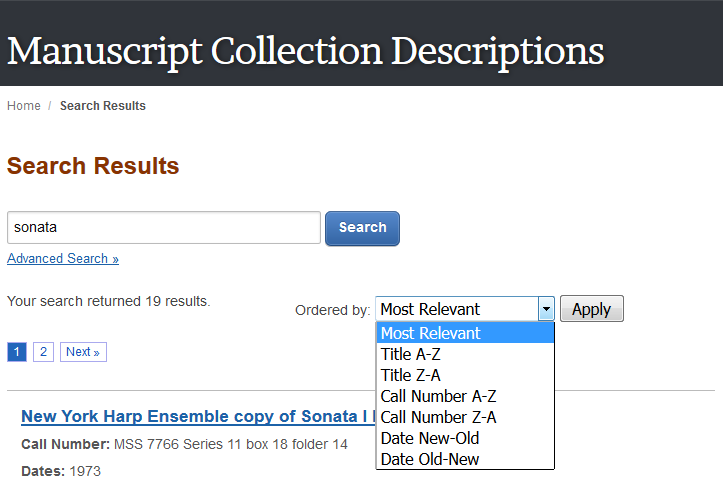 Manuscript Collection Descriptions
Home / Search Results
Search Results
sonata Search
Advanced Search »
Your search returned 19 results.
Ordered by: Most Relevant Apply
Most Relevant
Title A-Z
Title Z-A
Call Number A-Z
Call Number Z-A
Date New-Old
Date Old-New
1 2 Next »
New York Harp Ensemble copy of Sonata I
Call Number: MSS 7766 Series 11 box 18 folder 14
Dates: 1973